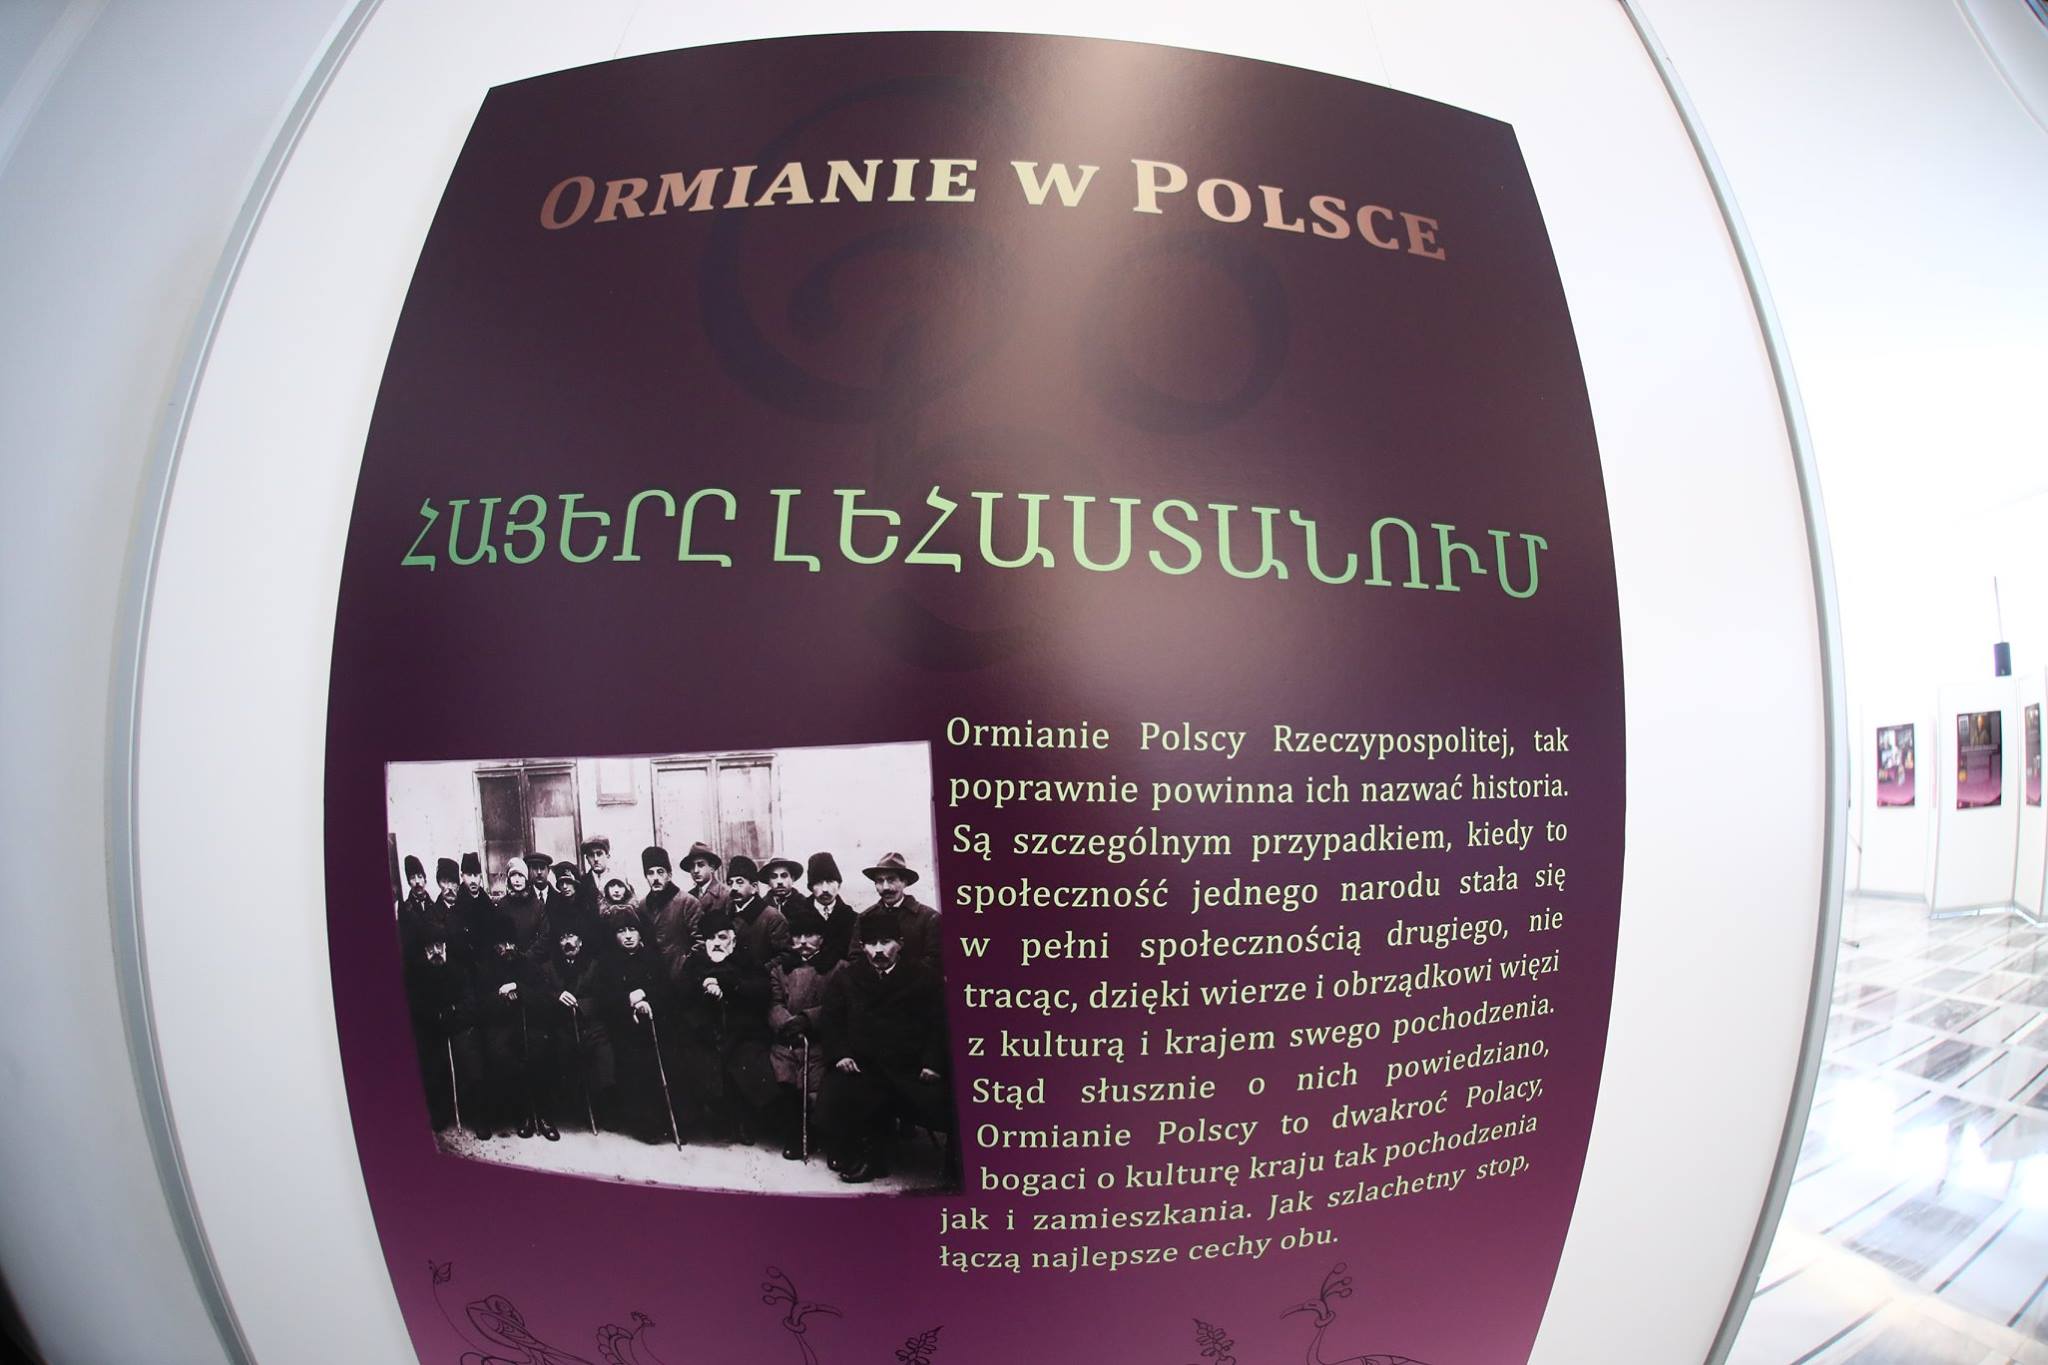 ORMIANIE W POLSCE
ՀԱՅԵՐԸ ԼԵՀԱՍՏԱՆՈՒՄ
Ormianie Polscy Rzeczypospolitej, tak
poprawnie powinna ich nazwać historia.
Są szczególnym przypadkiem, kiedy to
społeczność jednego narodu stała się
w pełni społecznością drugiego, nie
tracąc, dzięki wierze i obrządkowi więzi
z kulturą i krajem swego pochodzenia.
Stąd słusznie o nich powiedziano,
Ormianie Polscy to dwakroć Polacy,
bogaci o kulturę kraju tak pochodzenia
jak i zamieszkania. Jak szlachetny stop,
łączą najlepsze cechy obu.